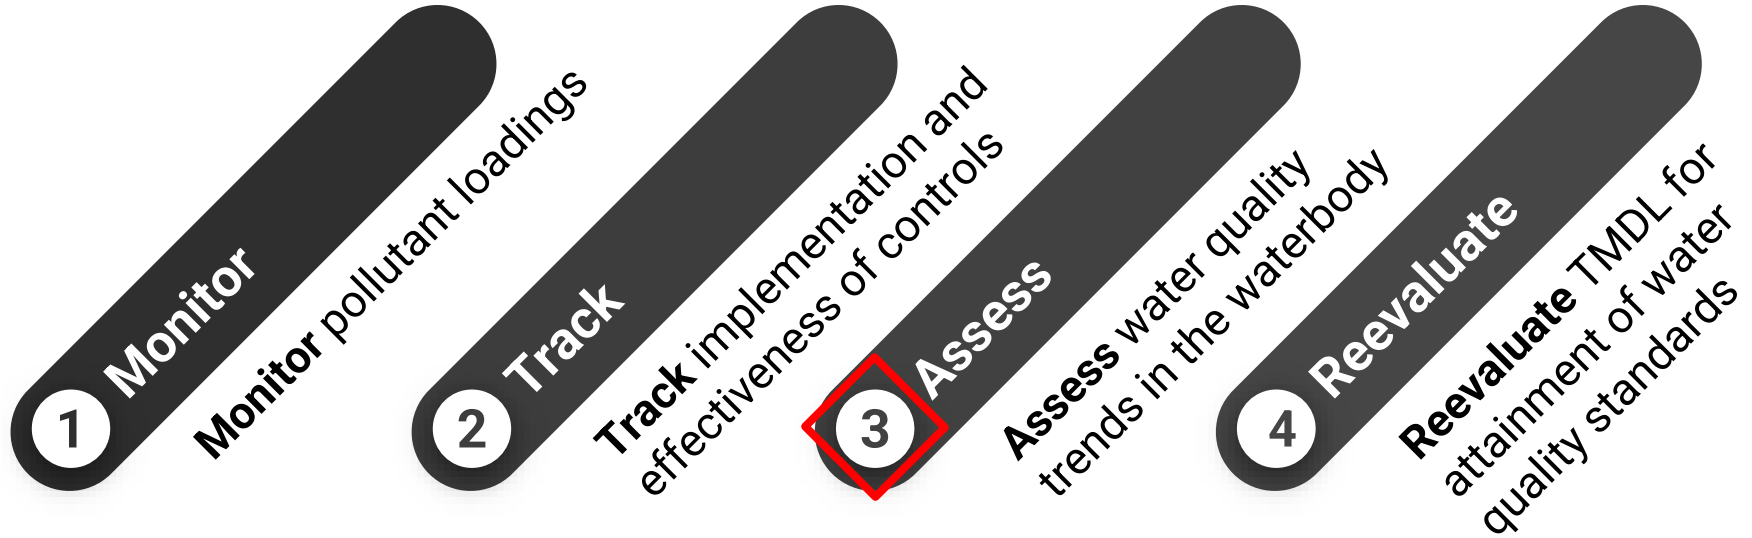 1
Monitor
Monitor pollutant loadings
2
Track
Track implementation and
effectiveness of controls
3
Assess
Assess water quality
trends in the waterbody
4
Reevaluate
Reevaluate TMDL for
attainment of water
quality standards